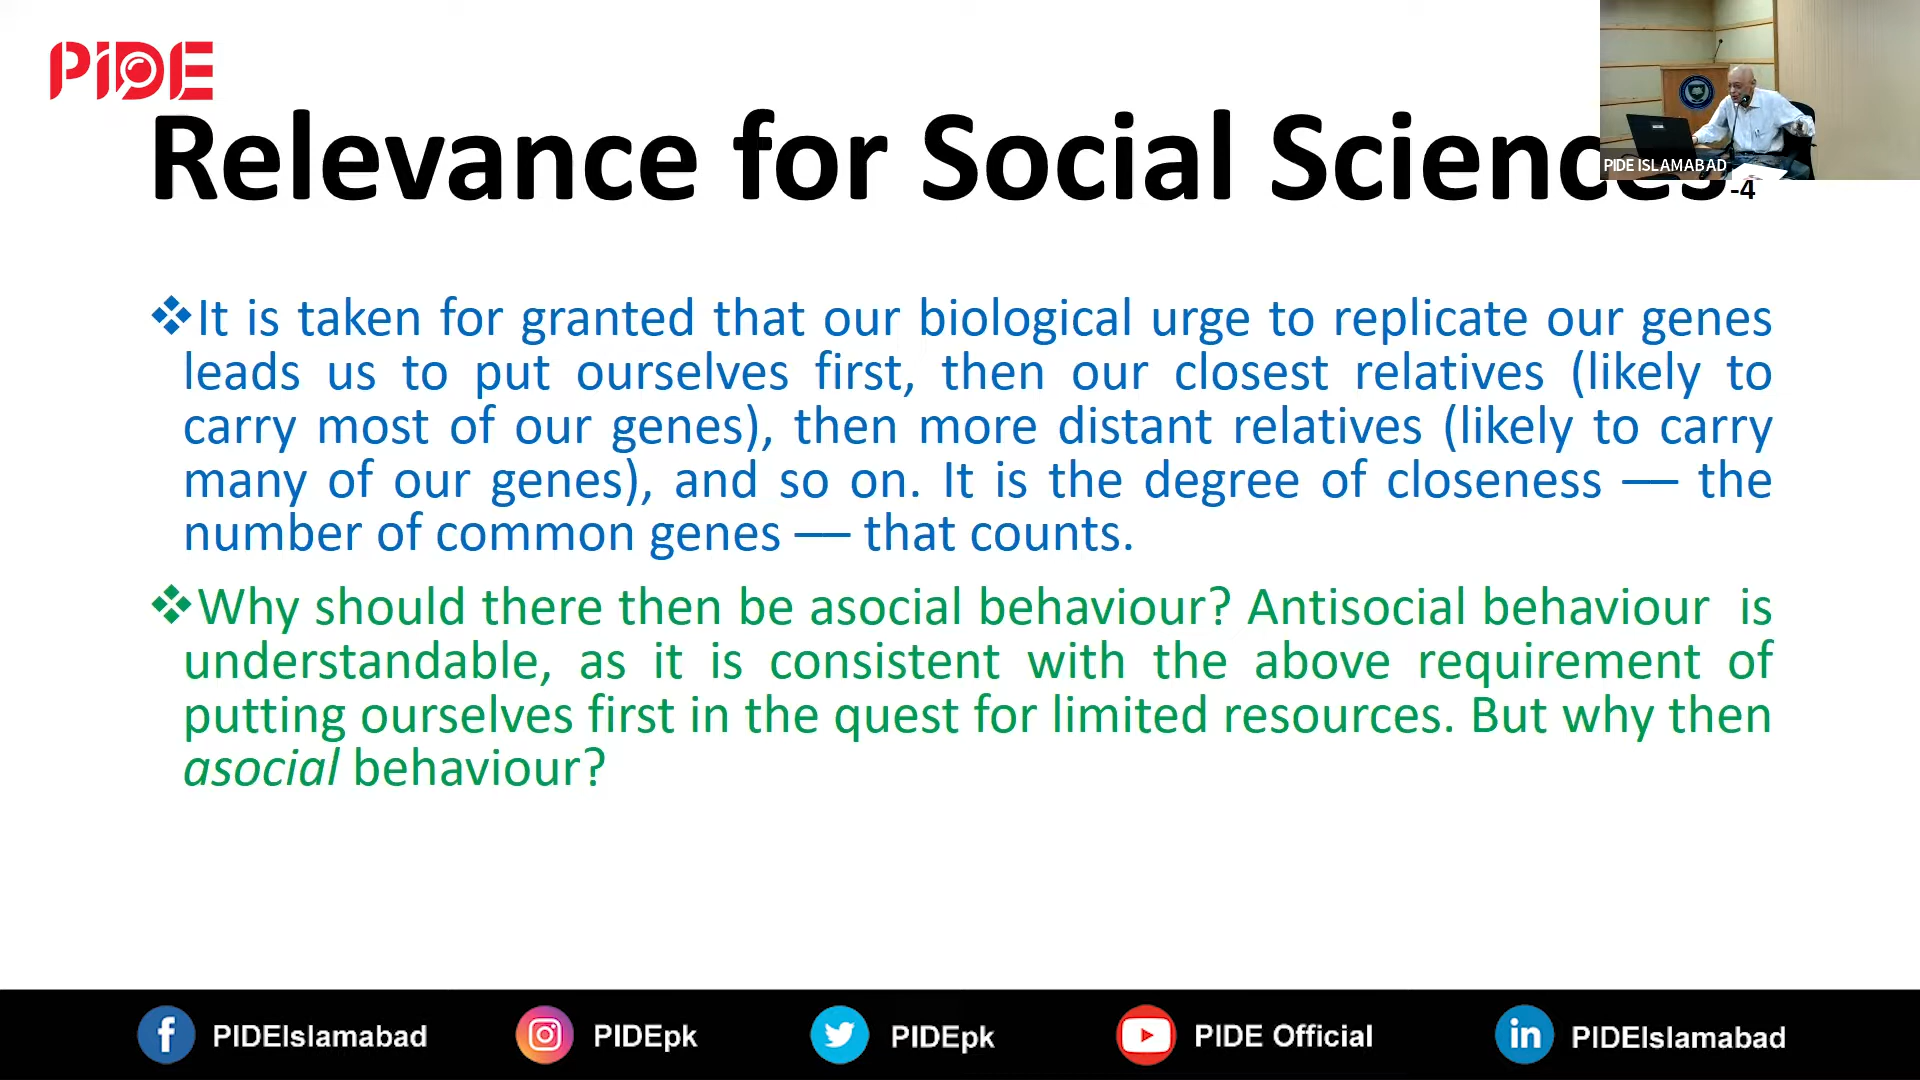 PIDE
Relevance for Social Sciences-4
PIDE ISLAMABAD
❖It is taken for granted that our biological urge to replicate our genes
leads us to put ourselves first, then our closest relatives (likely to
carry most of our genes), then more distant relatives (likely to carry
many of our genes), and so on. It is the degree of closeness — the
number of common genes — that counts.
❖Why should there then be asocial behaviour? Antisocial behaviour is
understandable, as it is consistent with the above requirement of
putting ourselves first in the quest for limited resources. But why then
asocial behaviour?
PIDEIslamabad PIDEpk PIDEpk PIDE Official PIDEIslamabad